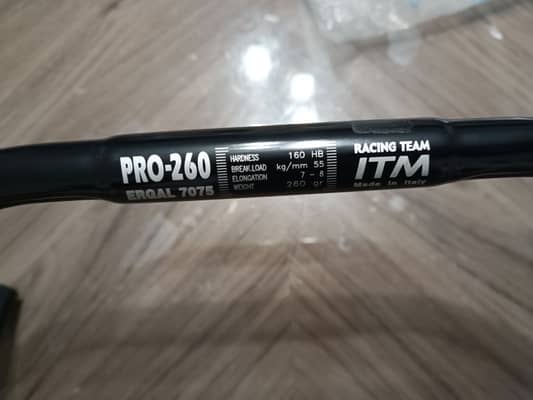 PRO-260
ERGAL 7075
HARDNESS 160 HB
BREAK.LOAD kg/mm 55
ELONGATION 7 - 8
WEIGHT 260 gr
RACING TEAM
ITM
Made in Italy